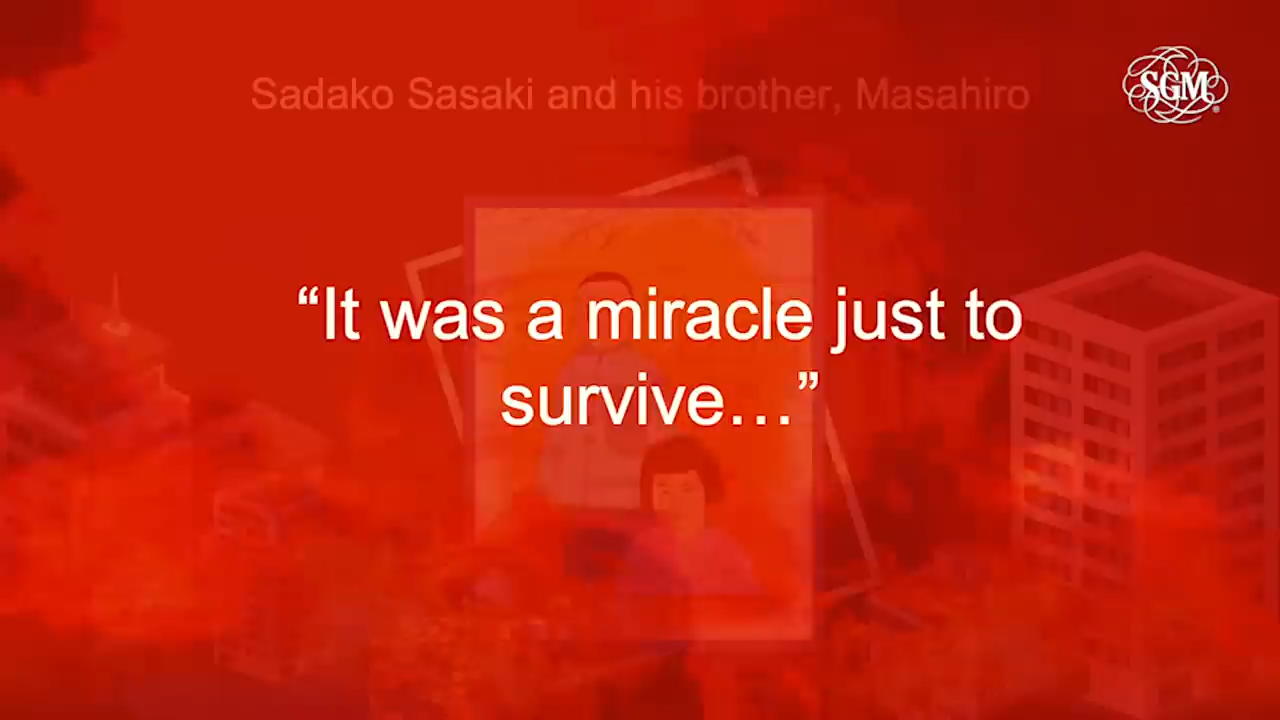 Sadako Sasaki and his brother, Masahiro
SGM
“It was a miracle just to
survive…”